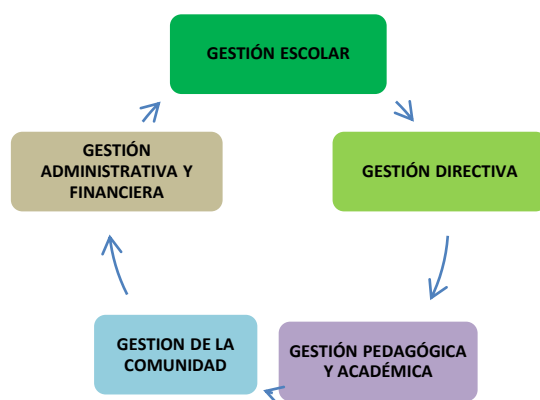 GESTIÓN ESCOLAR
GESTIÓN
ADMINISTRATIVA Y
FINANCIERA
GESTIÓN DIRECTIVA
GESTION DE LA
COMUNIDAD
GESTIÓN PEDAGÓGICA
Y ACADÉMICA